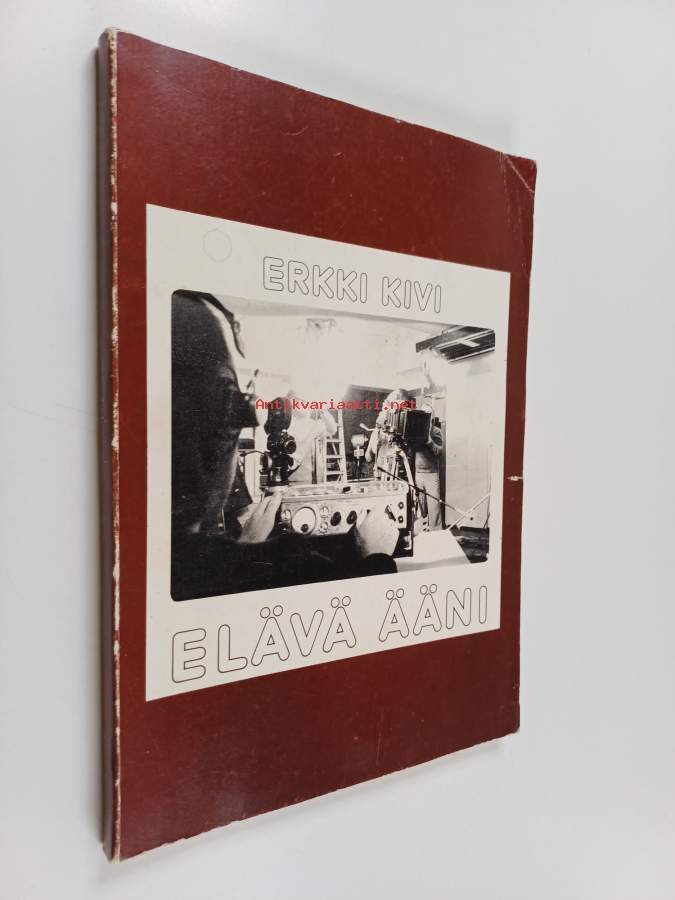 ERKKI KIVI
Antikvariaatti.net
ELÄVÄ ÄÄNI